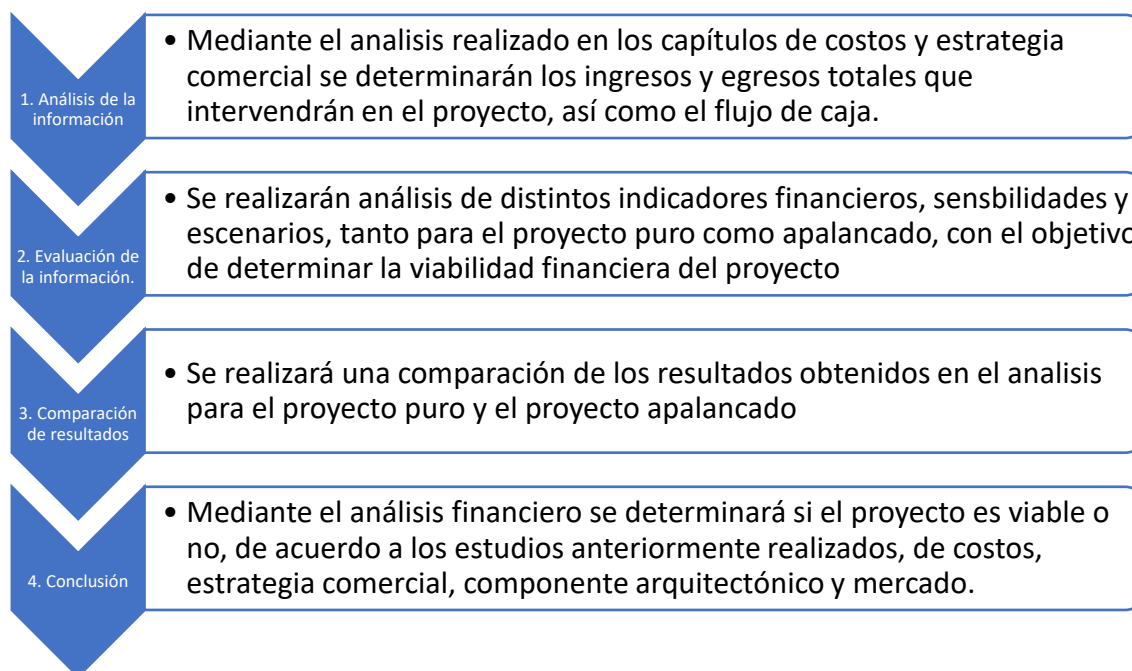 1. Análisis de la
información
• Mediante el analisis realizado en los capítulos de costos y estrategia
comercial se determinarán los ingresos y egresos totales que
intervendrán en el proyecto, así como el flujo de caja.
2. Evaluación de
la información.
• Se realizarán análisis de distintos indicadores financieros, sensbilidades y
escenarios, tanto para el proyecto puro como apalancado, con el objetivo
de determinar la viabilidad financiera del proyecto
3. Comparación
de resultados
• Se realizará una comparación de los resultados obtenidos en el analisis
para el proyecto puro y el proyecto apalancado
4. Conclusión
• Mediante el análisis financiero se determinará si el proyecto es viable o
no, de acuerdo a los estudios anteriormente realizados, de costos,
estrategia comercial, componente arquitectónico y mercado.